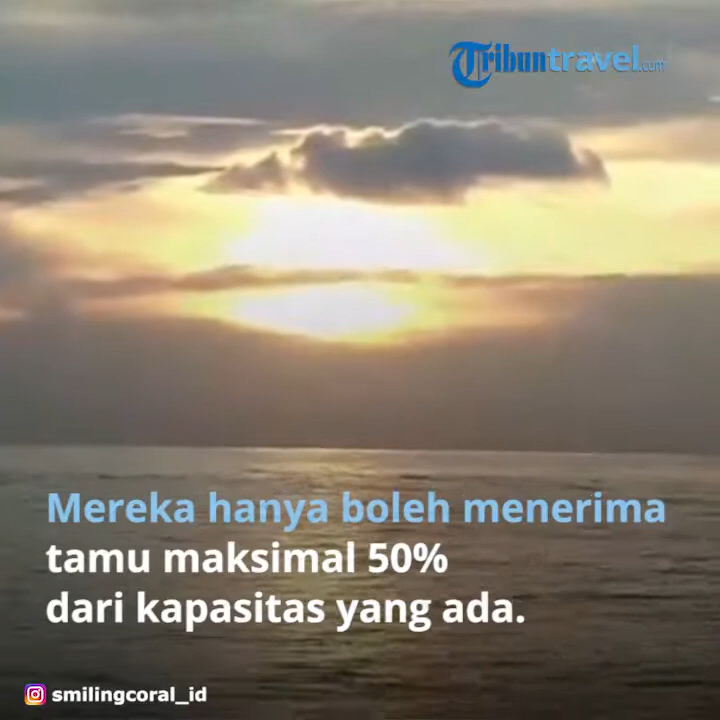 Tribuntravel.com
Mereka hanya boleh menerima
tamu maksimal 50%
dari kapasitas yang ada.
smilingcoral_id